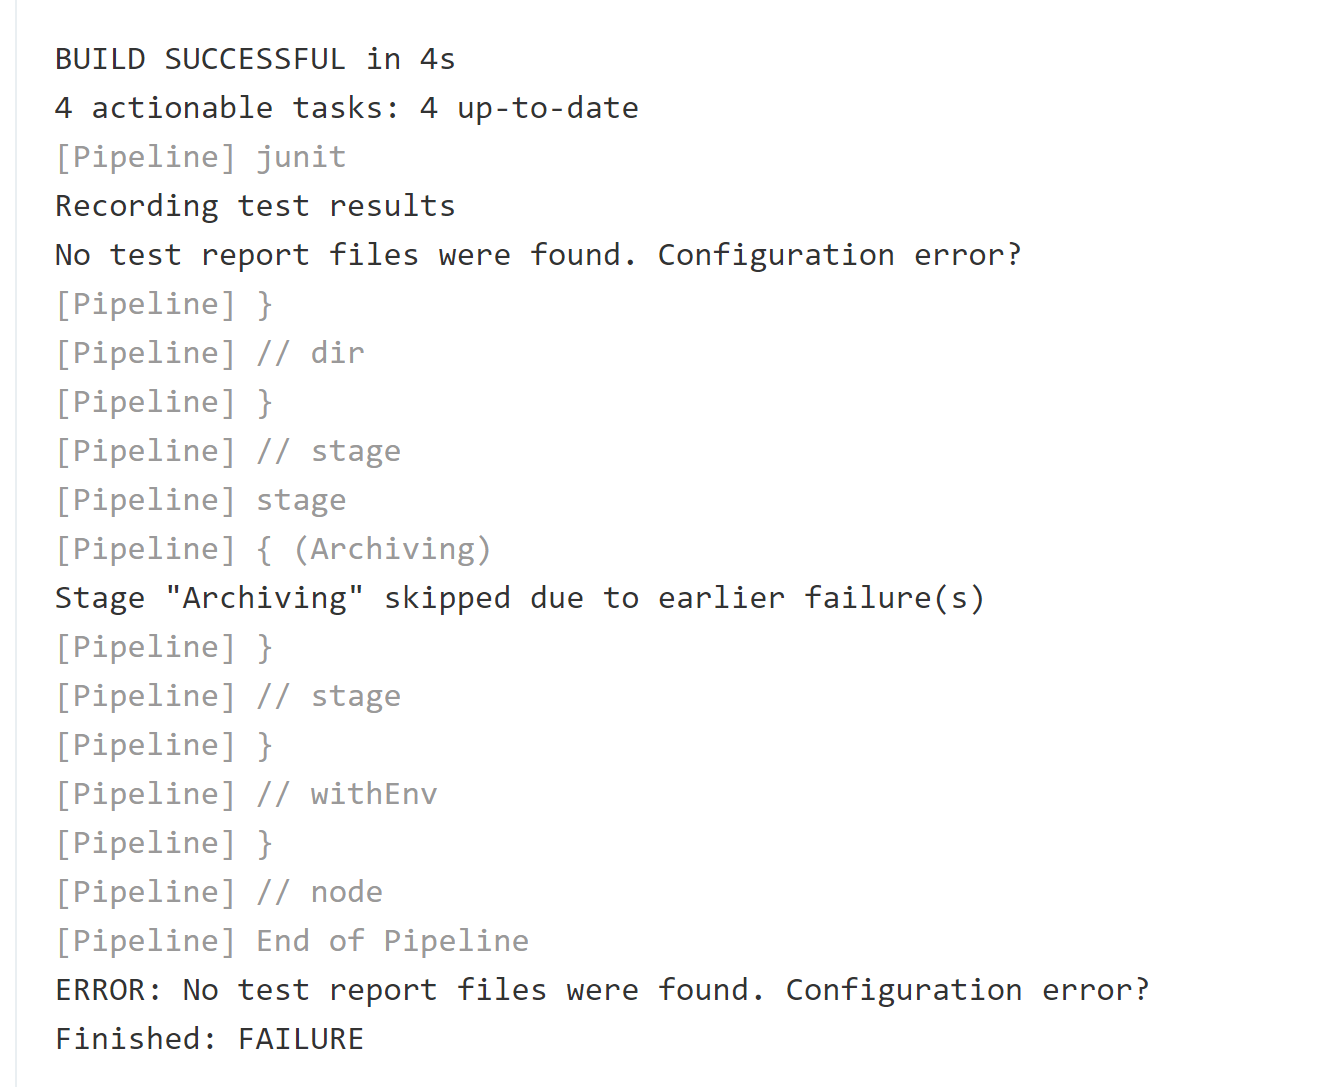 BUILD SUCCESSFUL in 4s
4 actionable tasks: 4 up-to-date
[Pipeline] junit
Recording test results
No test report files were found. Configuration error?
[Pipeline] }
[Pipeline] // dir
[Pipeline] }
[Pipeline] // stage
[Pipeline] stage
[Pipeline] { (Archiving)
Stage "Archiving" skipped due to earlier failure(s)
[Pipeline] }
[Pipeline] // stage
[Pipeline] }
[Pipeline] // withEnv
[Pipeline] }
[Pipeline] // node
[Pipeline] End of Pipeline
ERROR: No test report files were found. Configuration error?
Finished: FAILURE